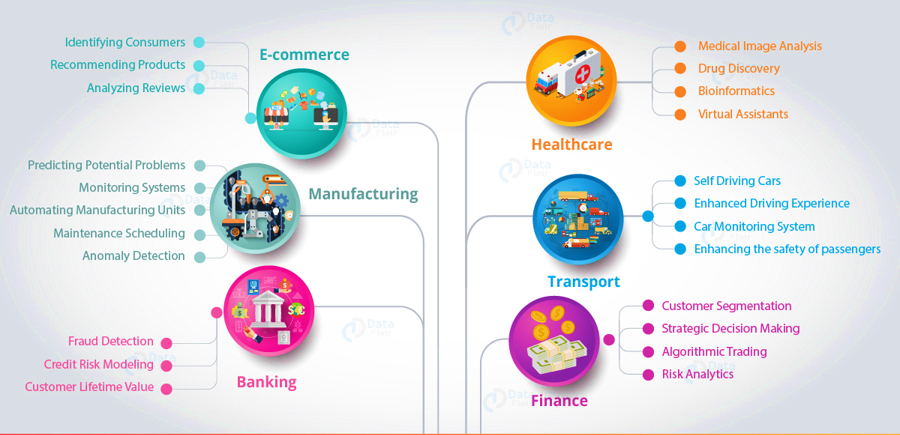 Identifying Consumers
Recommending Products
Analyzing Reviews
E-commerce
Predicting Potential Problems
Monitoring Systems
Automating Manufacturing Units
Maintenance Scheduling
Anomaly Detection
Manufacturing
Fraud Detection
Credit Risk Modeling
Customer Lifetime Value
Banking
Healthcare
Medical Image Analysis
Drug Discovery
Bioinformatics
Virtual Assistants
Transport
Self Driving Cars
Enhanced Driving Experience
Car Monitoring System
Enhancing the safety of passengers
Finance
Customer Segmentation
Strategic Decision Making
Algorithmic Trading
Risk Analytics